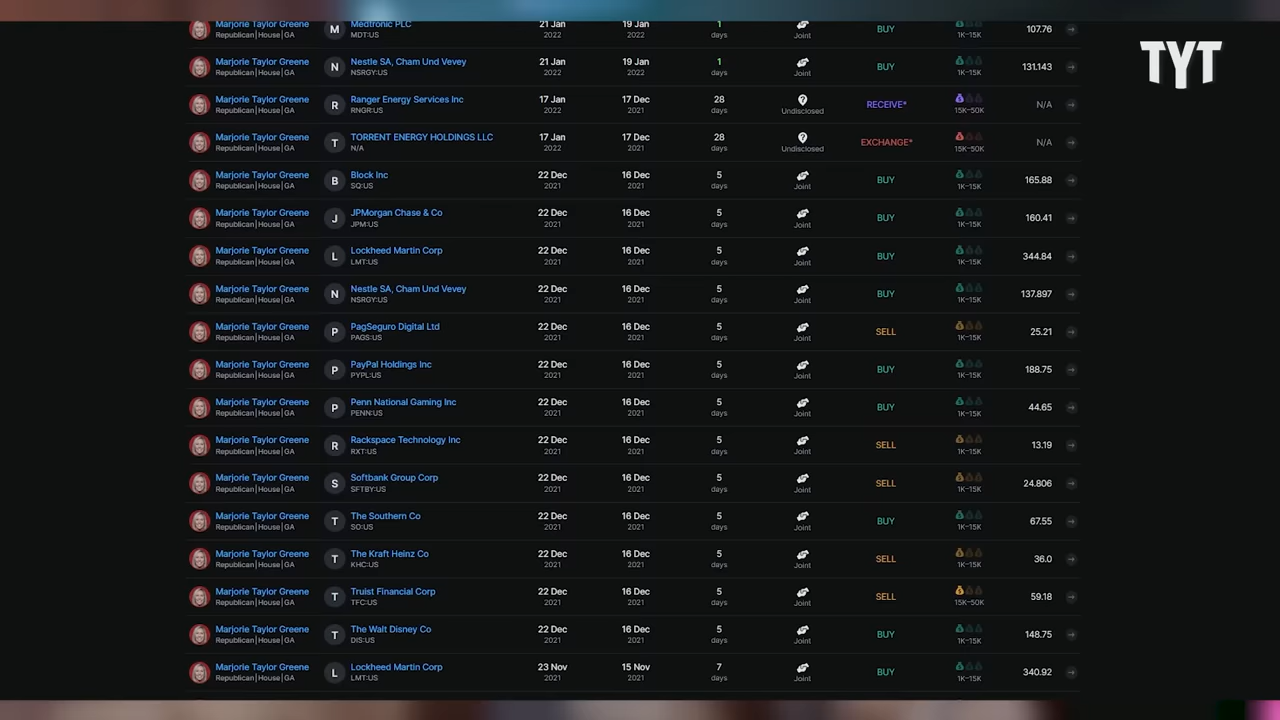 Marjorie Taylor Greene Medtronic PLC 21 Jan 19 Jan 1 BUY 107.76
Republican|House|GA M MDT:US 2022 2022 days Joint 1K–15K
TYT
Marjorie Taylor Greene Nestle SA, Cham Und Vevey 21 Jan 19 Jan 1 BUY 131.143
Republican|House|GA N NSRGY:US 2022 2022 days Joint 1K–15K
Marjorie Taylor Greene Ranger Energy Services Inc 17 Jan 17 Dec 28 RECEIVE* N/A
Republican|House|GA R RNGR:US 2022 2021 days Undisclosed 15K–50K
Marjorie Taylor Greene TORRENT ENERGY HOLDINGS LLC 17 Jan 17 Dec 28 EXCHANGE* N/A
Republican|House|GA T N/A 2022 2021 days Undisclosed 15K–50K
Marjorie Taylor Greene Block Inc 22 Dec 16 Dec 5 BUY 165.88
Republican|House|GA B SQ:US 2021 2021 days Joint 1K–15K
Marjorie Taylor Greene JPMorgan Chase & Co 22 Dec 16 Dec 5 BUY 160.41
Republican|House|GA J JPM:US 2021 2021 days Joint 1K–15K
Marjorie Taylor Greene Lockheed Martin Corp 22 Dec 16 Dec 5 BUY 344.84
Republican|House|GA L LMT:US 2021 2021 days Joint 1K–15K
Marjorie Taylor Greene Nestle SA, Cham Und Vevey 22 Dec 16 Dec 5 BUY 137.897
Republican|House|GA N NSRGY:US 2021 2021 days Joint 1K–15K
Marjorie Taylor Greene PagSeguro Digital Ltd 22 Dec 16 Dec 5 SELL 25.21
Republican|House|GA P PAGS:US 2021 2021 days Joint 1K–15K
Marjorie Taylor Greene PayPal Holdings Inc 22 Dec 16 Dec 5 BUY 188.75
Republican|House|GA P PYPL:US 2021 2021 days Joint 1K–15K
Marjorie Taylor Greene Penn National Gaming Inc 22 Dec 16 Dec 5 BUY 44.65
Republican|House|GA P PENN:US 2021 2021 days Joint 1K–15K
Marjorie Taylor Greene Rackspace Technology Inc 22 Dec 16 Dec 5 SELL 13.19
Republican|House|GA R RXT:US 2021 2021 days Joint 1K–15K
Marjorie Taylor Greene Softbank Group Corp 22 Dec 16 Dec 5 SELL 24.806
Republican|House|GA S SFTBY:US 2021 2021 days Joint 1K–15K
Marjorie Taylor Greene The Southern Co 22 Dec 16 Dec 5 BUY 67.55
Republican|House|GA T SO:US 2021 2021 days Joint 1K–15K
Marjorie Taylor Greene The Kraft Heinz Co 22 Dec 16 Dec 5 SELL 36.0
Republican|House|GA T KHC:US 2021 2021 days Joint 1K–15K
Marjorie Taylor Greene Truist Financial Corp 22 Dec 16 Dec 5 SELL 59.18
Republican|House|GA T TFC:US 2021 2021 days Joint 15K–50K
Marjorie Taylor Greene The Walt Disney Co 22 Dec 16 Dec 5 BUY 148.75
Republican|House|GA T DIS:US 2021 2021 days Joint 1K–15K
Marjorie Taylor Greene Lockheed Martin Corp 23 Nov 15 Nov 7 BUY 340.92
Republican|House|GA L LMT:US 2021 2021 days Joint 1K–15K